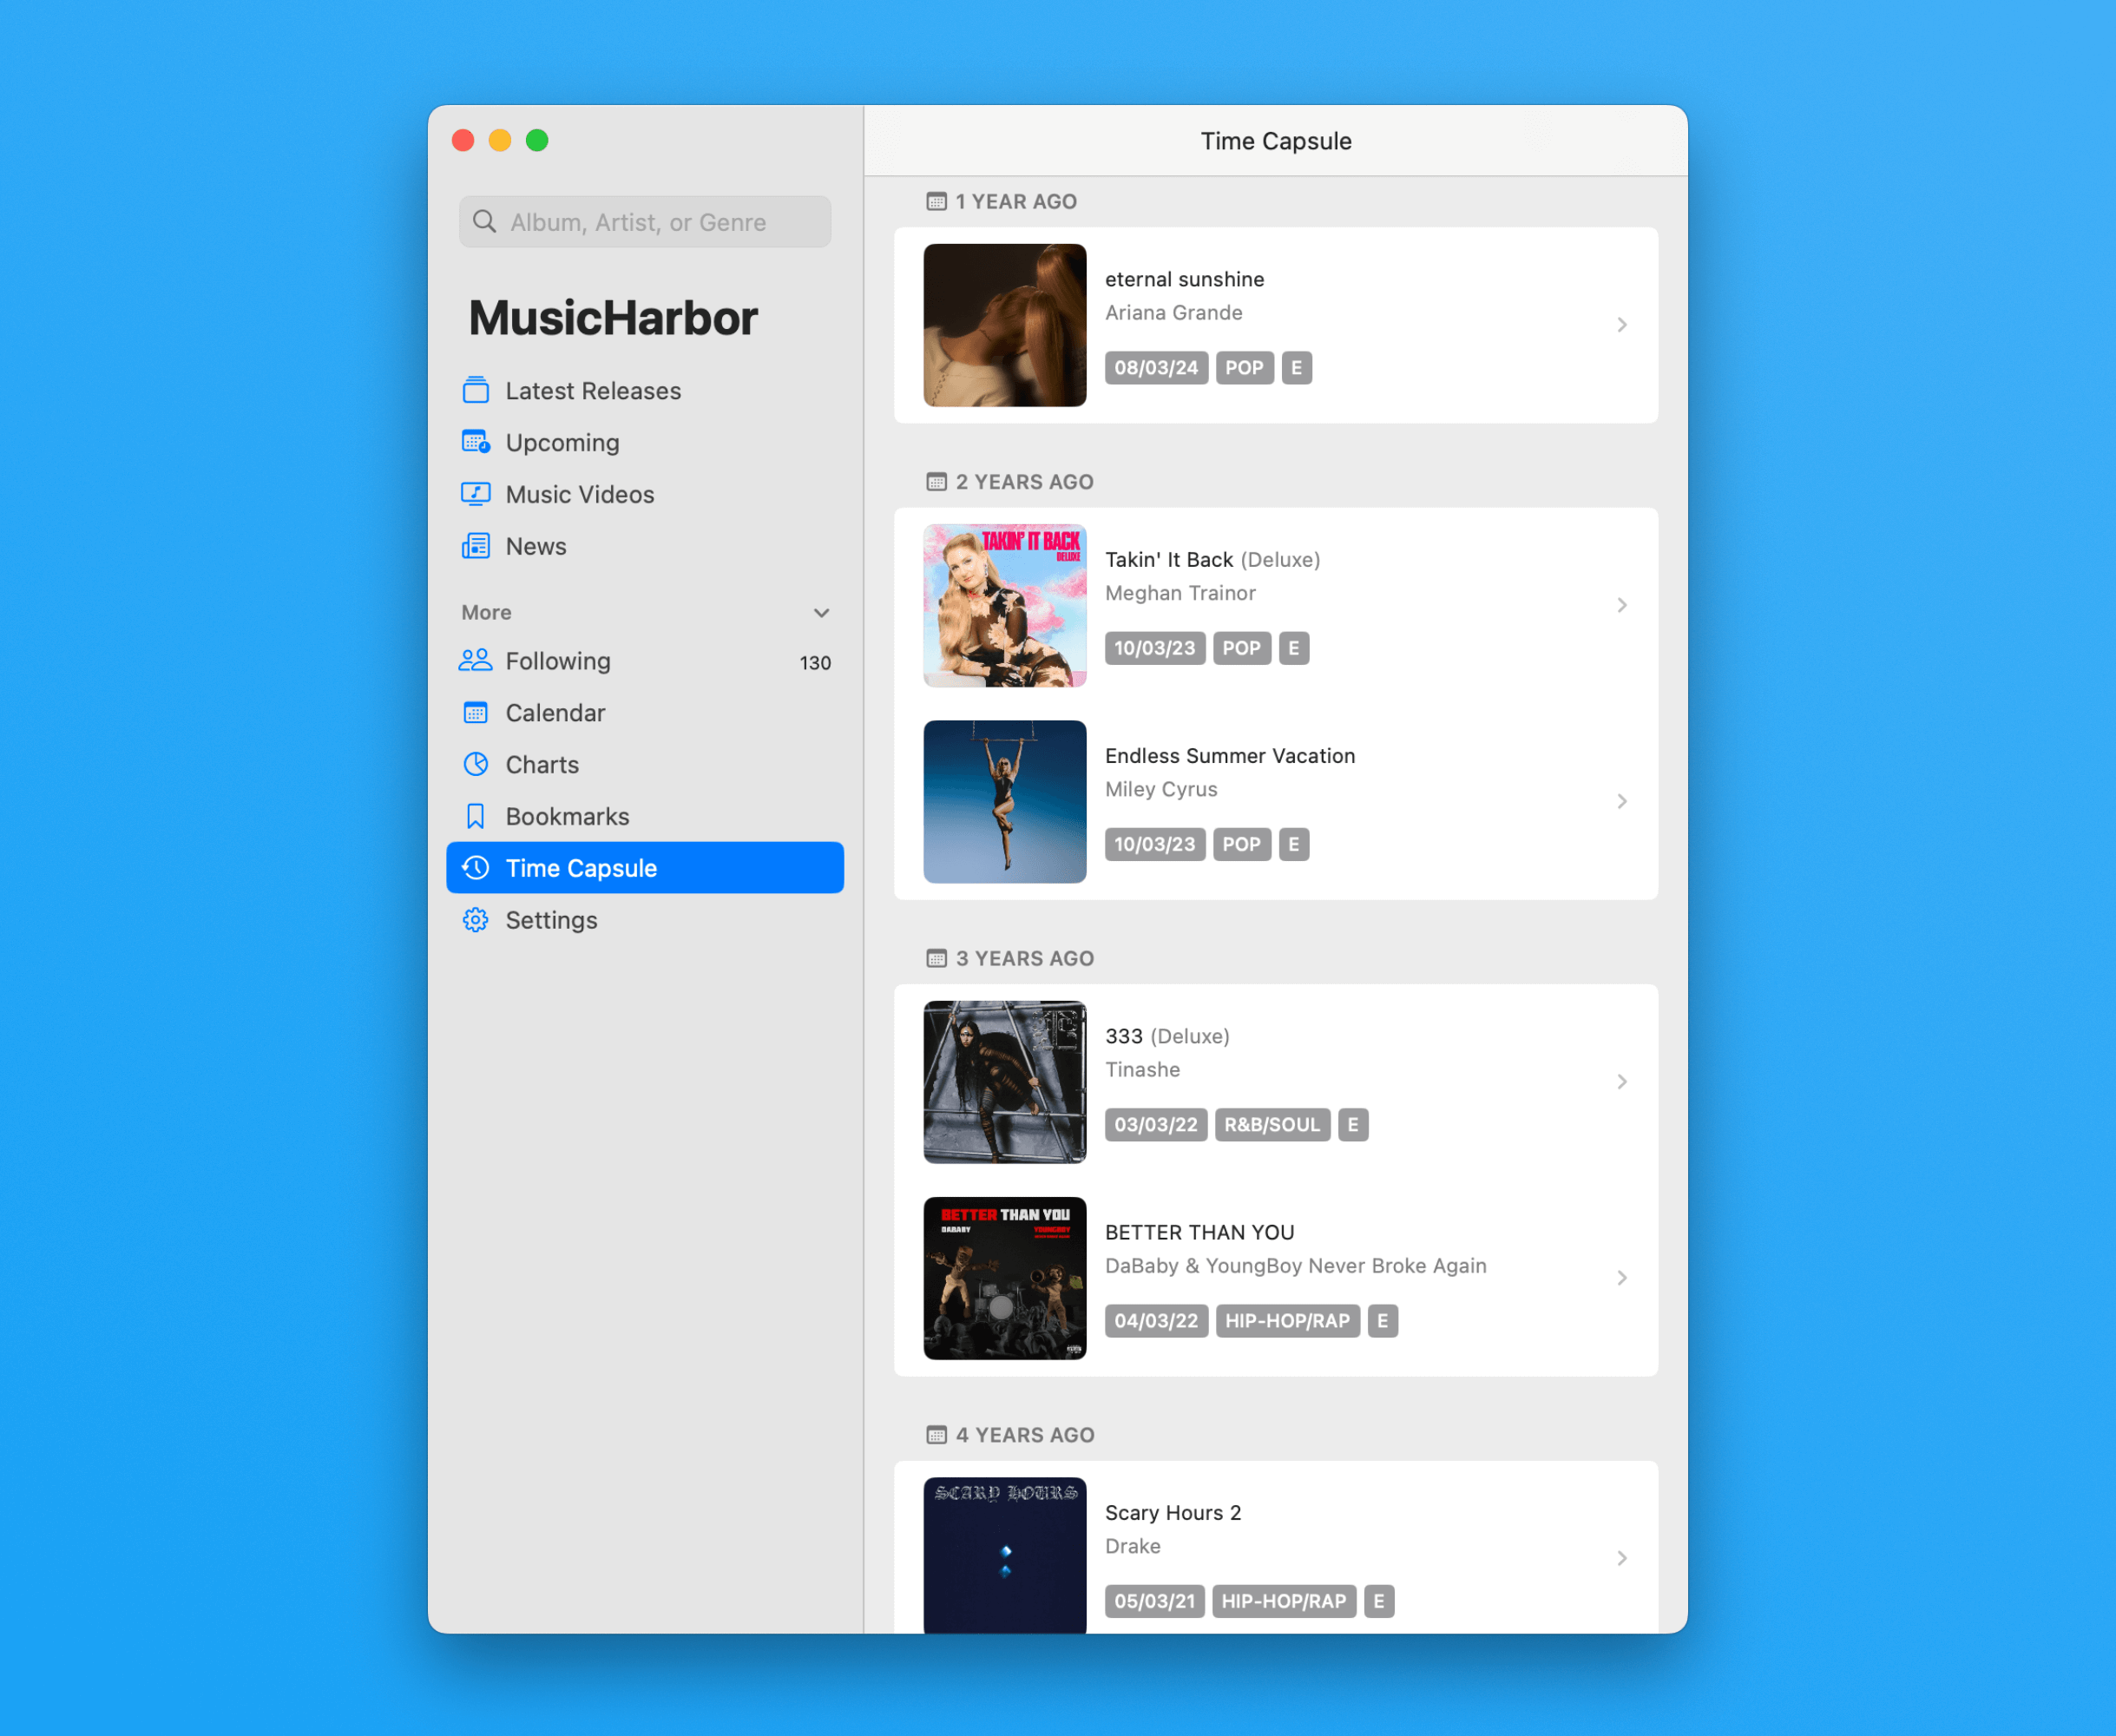 Time Capsule
Album, Artist, or Genre
MusicHarbor
Latest Releases
Upcoming
Music Videos
News
More
Following 130
Calendar
Charts
Bookmarks
Time Capsule
Settings
1 YEAR AGO
eternal sunshine
Ariana Grande
08/03/24 POP E
2 YEARS AGO
TAKIN' IT BACK
DELUXE
Takin' It Back (Deluxe)
Meghan Trainor
10/03/23 POP E
Endless Summer Vacation
Miley Cyrus
10/03/23 POP E
3 YEARS AGO
333 (Deluxe)
Tinashe
03/03/22 R&B/SOUL E
BETTER THAN YOU
DABABY YOUNGBOY
BETTER THAN YOU
DaBaby & YoungBoy Never Broke Again
04/03/22 HIP-HOP/RAP E
4 YEARS AGO
SCARY HOURS
Scary Hours 2
Drake
05/03/21 HIP-HOP/RAP E